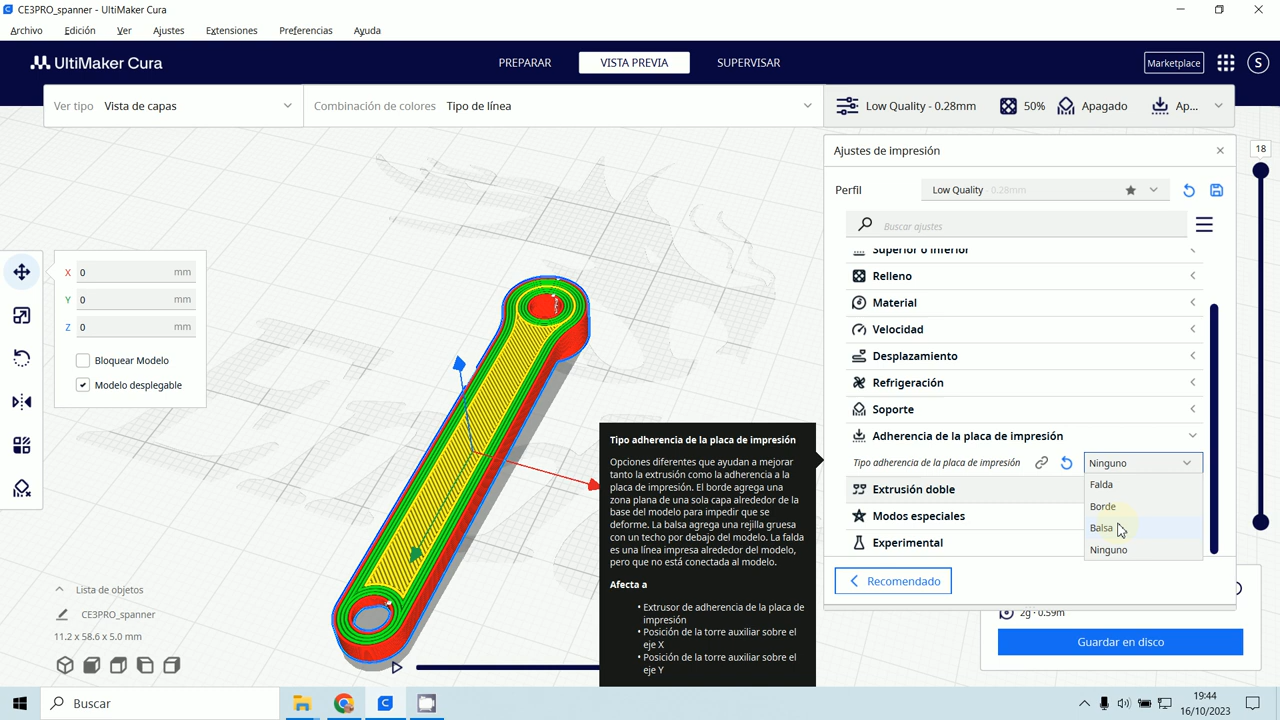 CE3PRO_spanner - UltiMaker Cura
Archivo Edición Ver Ajustes Extensiones Preferencias Ayuda
UltiMaker Cura
PREPARAR VISTA PREVIA SUPERVISAR
Marketplace
S
Ver tipo Vista de capas
Combinación de colores Tipo de línea
Low Quality - 0.28mm 50% Apagado Ap...
18
Ajustes de impresión
Perfil Low Quality - 0.28mm
Buscar ajustes
Superior o inferior
Relleno
Material
Velocidad
Desplazamiento
Refrigeración
Soporte
Adherencia de la placa de impresión
Tipo adherencia de la placa de impresión Ninguno
Falda
Borde
Balsa
Ninguno
Extrusión doble
Modos especiales
Experimental
Recomendado
2g · 0.59m
Guardar en disco
X 0 mm
Y 0 mm
Z 0 mm
Bloquear Modelo
Modelo desplegable
Tipo adherencia de la placa de impresión
Opciones diferentes que ayudan a mejorar
tanto la extrusión como la adherencia a la
placa de impresión. El borde agrega una
zona plana de una sola capa alrededor de la
base del modelo para impedir que se
deforme. La balsa agrega una rejilla gruesa
con un techo por debajo del modelo. La falda
es una línea impresa alrededor del modelo,
pero que no está conectada al modelo.
Afecta a
• Extrusor de adherencia de la placa de
impresión
• Posición de la torre auxiliar sobre el
eje X
• Posición de la torre auxiliar sobre el
eje Y
Lista de objetos
CE3PRO_spanner
11.2 x 58.6 x 5.0 mm
Buscar
19:44
16/10/2023